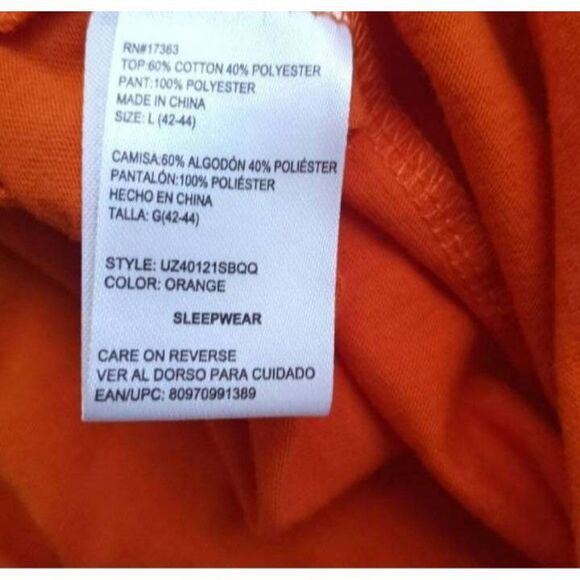 RN#17363
TOP:60% COTTON 40% POLYESTER
PANT:100% POLYESTER
MADE IN CHINA
SIZE: L (42-44)
CAMISA:60% ALGODÓN 40% POLIÉSTER
PANTALÓN:100% POLIÉSTER
HECHO EN CHINA
TALLA: G(42-44)
STYLE: UZ40121SBQQ
COLOR: ORANGE
SLEEPWEAR
CARE ON REVERSE
VER AL DORSO PARA CUIDADO
EAN/UPC: 80970991389